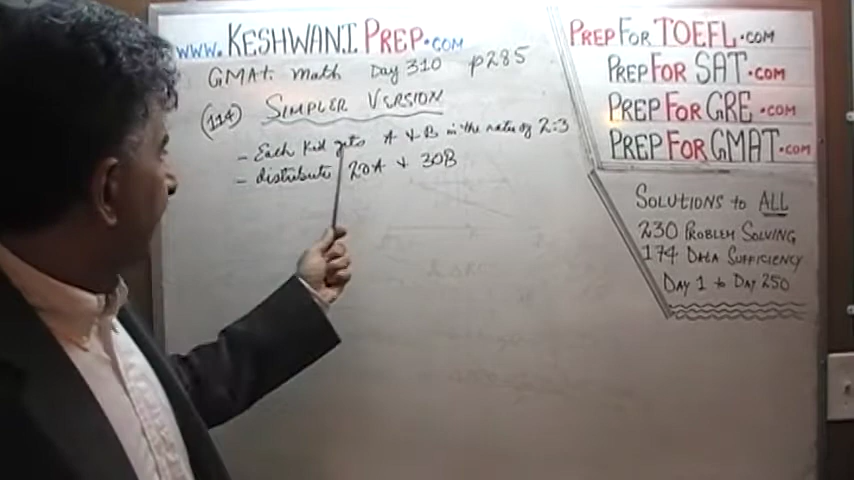 www.KESHWANI PREP.com
GMAT. Math Day 310 p285
(114) SIMPLER VERSION
- Each Kid gets A & B in the ratio of 2:3
- distribute 20A & 30B
PREP FOR TOEFL.com
PREP FOR SAT.com
PREP FOR GRE.com
PREP FOR GMAT.com
SOLUTIONS to ALL
230 PROBLEM SOLVING
174 DATA SUFFICIENCY
DAY 1 to DAY 250